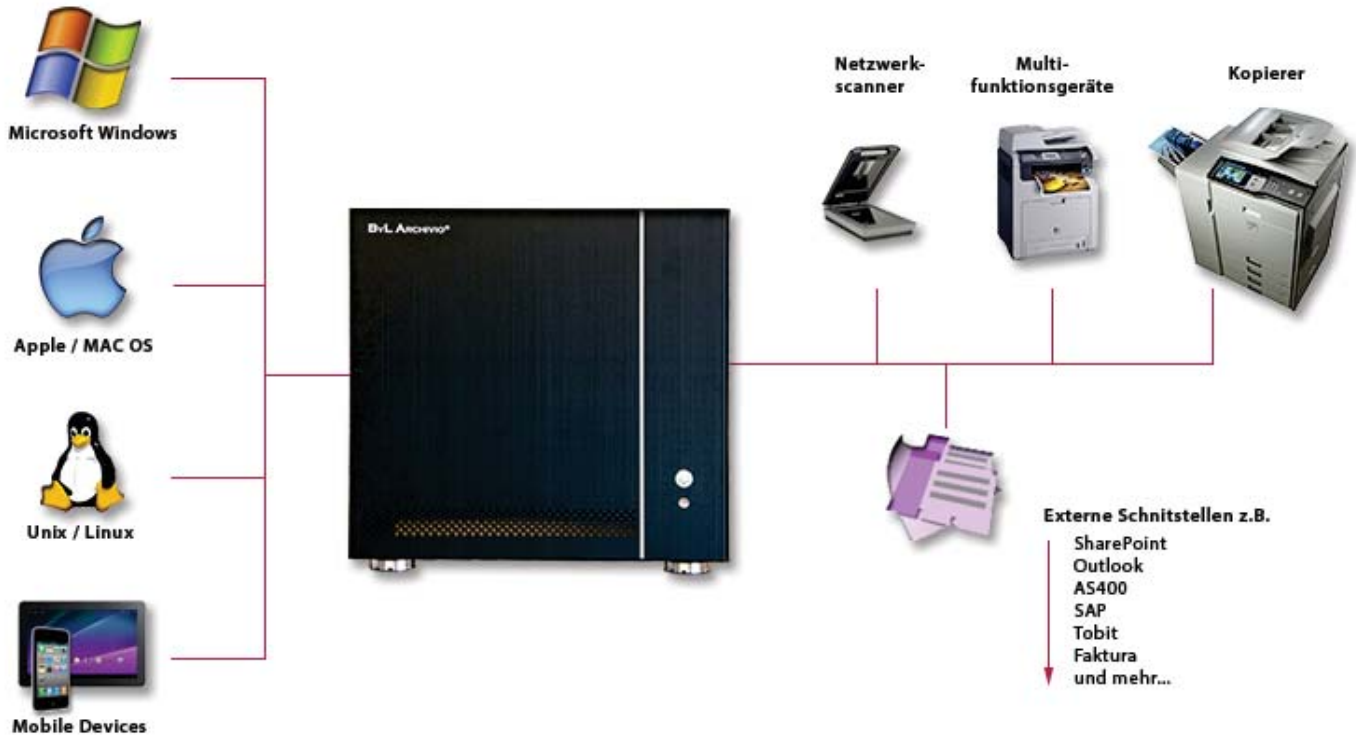 Microsoft Windows
Apple / MAC OS
Unix / Linux
Mobile Devices
BvL Archivio®
Netzwerk-
scanner
Multi-
funktionsgeräte
Kopierer
Externe Schnitstellen z.B.
SharePoint
Outlook
AS400
SAP
Tobit
Faktura
und mehr...